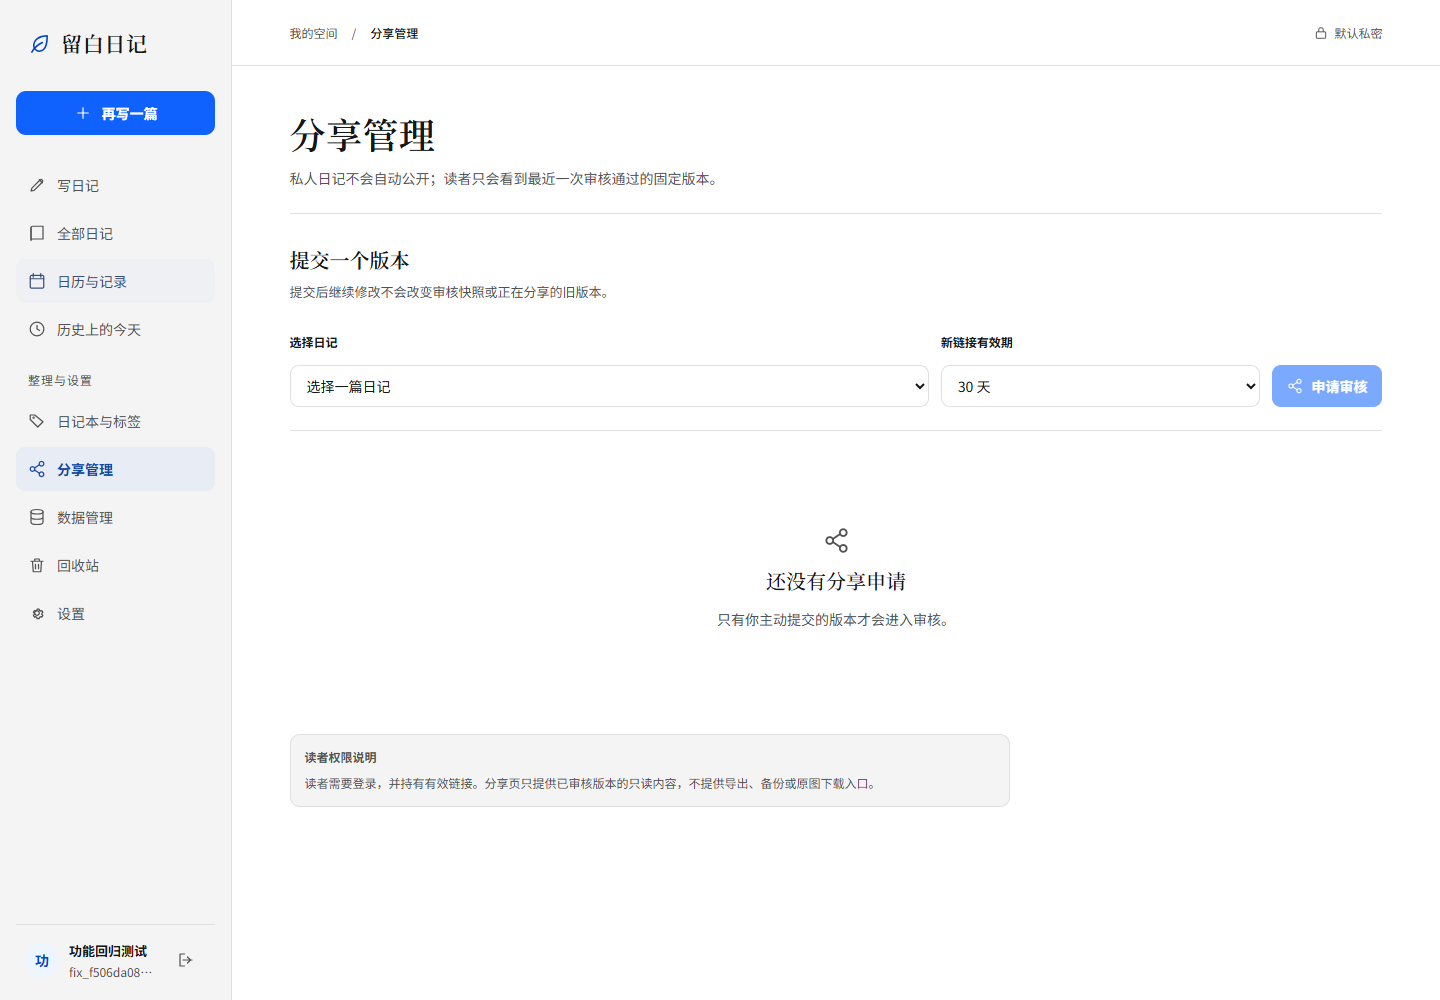 留白日记
再写一篇
写日记
全部日记
日历与记录
历史上的今天
整理与设置
日记本与标签
分享管理
数据管理
回收站
设置
功
功能回归测试
fix_f506da08···
我的空间 / 分享管理
默认私密
分享管理
私人日记不会自动公开；读者只会看到最近一次审核通过的固定版本。
提交一个版本
提交后继续修改不会改变审核快照或正在分享的旧版本。
选择日记
新链接有效期
选择一篇日记
30 天
申请审核
还没有分享申请
只有你主动提交的版本才会进入审核。
读者权限说明
读者需要登录，并持有有效链接。分享页只提供已审核版本的只读内容，不提供导出、备份或原图下载入口。